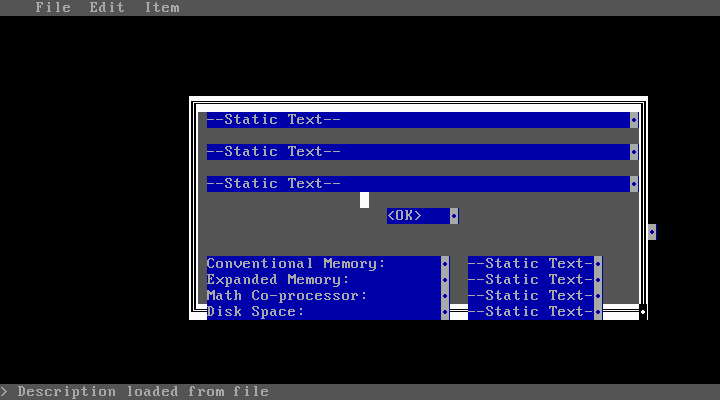 File Edit Item
--Static Text--
--Static Text--
--Static Text--
<OK>
Conventional Memory: --Static Text-
Expanded Memory: --Static Text-
Math Co-processor: --Static Text-
Disk Space: --Static Text-
> Description loaded from file